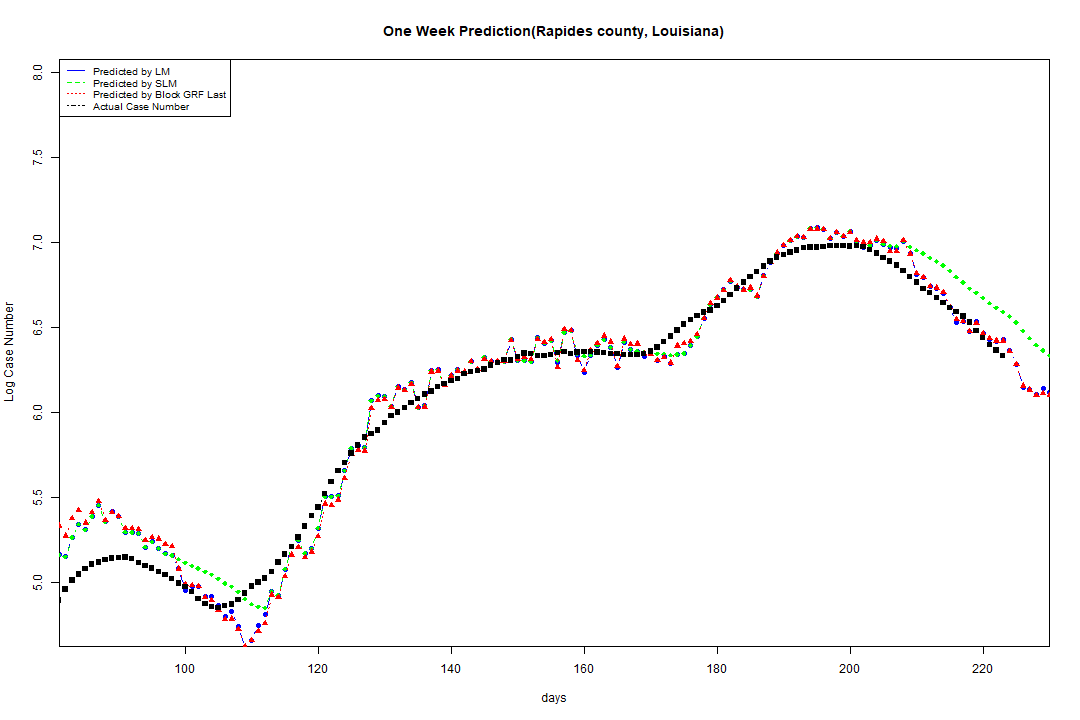 One Week Prediction(Rapides county, Louisiana)
Predicted by LM
Predicted by SLM
Predicted by Block GRF Last
Actual Case Number
8.0
7.5
7.0
6.5
6.0
5.5
5.0
Log Case Number
100 120 140 160 180 200 220
days